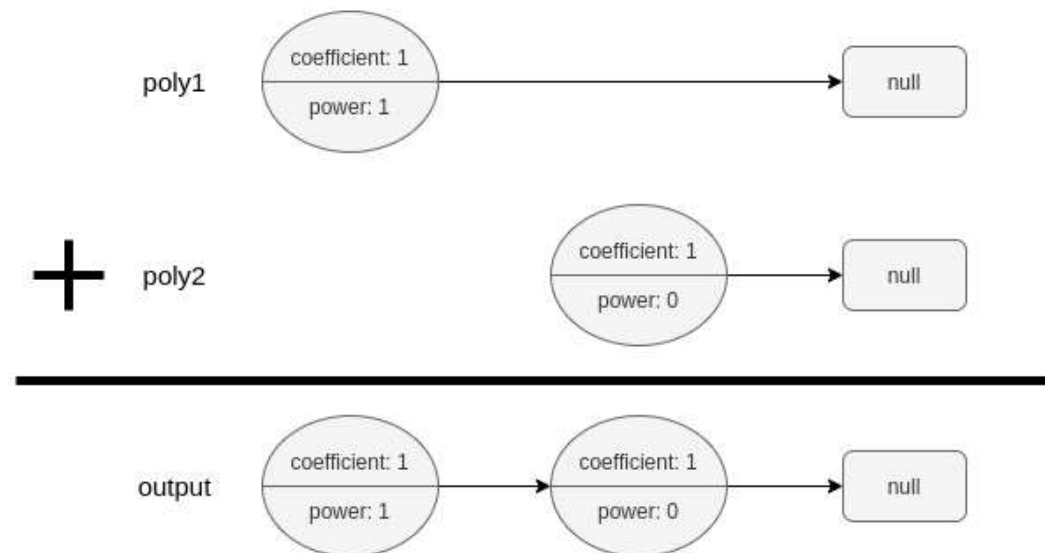 coefficient: 1
poly1
power: 1
null
coefficient: 1
poly2
power: 0
null
coefficient: 1
coefficient: 1
output
power: 1
power: 0
null